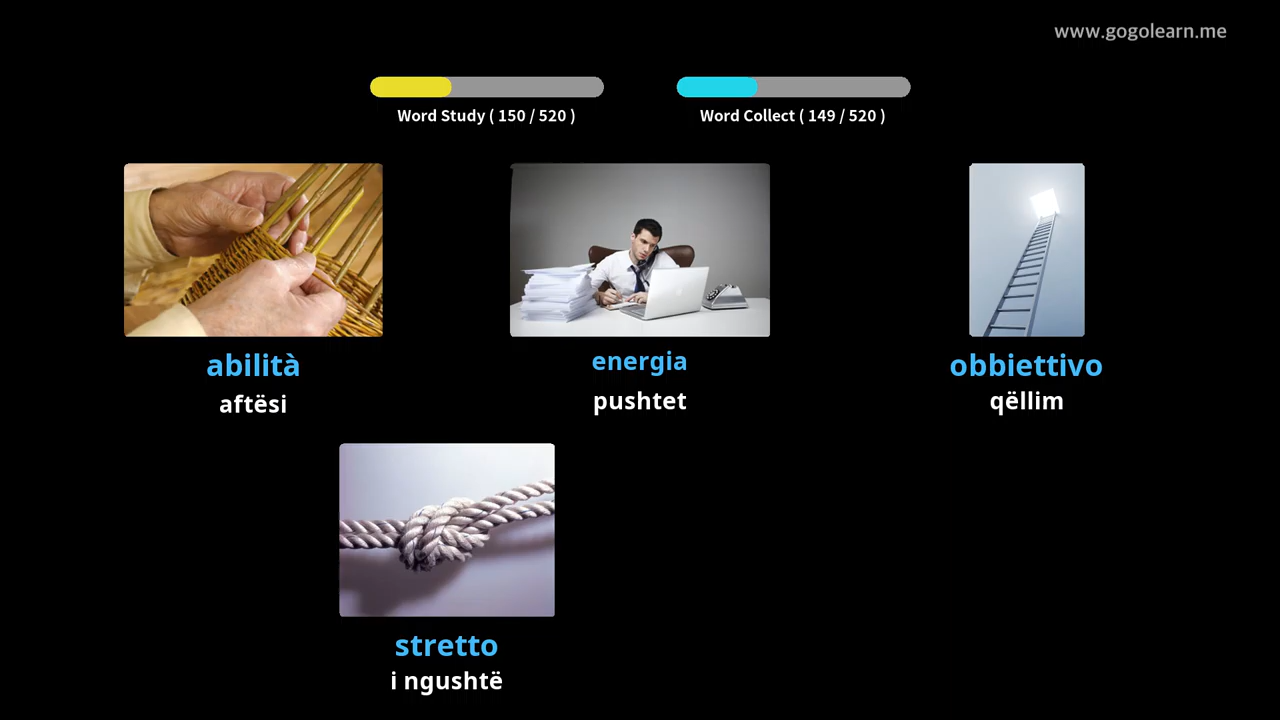 www.gogolearn.me
Word Study ( 150 / 520 )
Word Collect ( 149 / 520 )
abilità
aftësi
energia
pushtet
obbiettivo
qëllim
stretto
i ngushtë